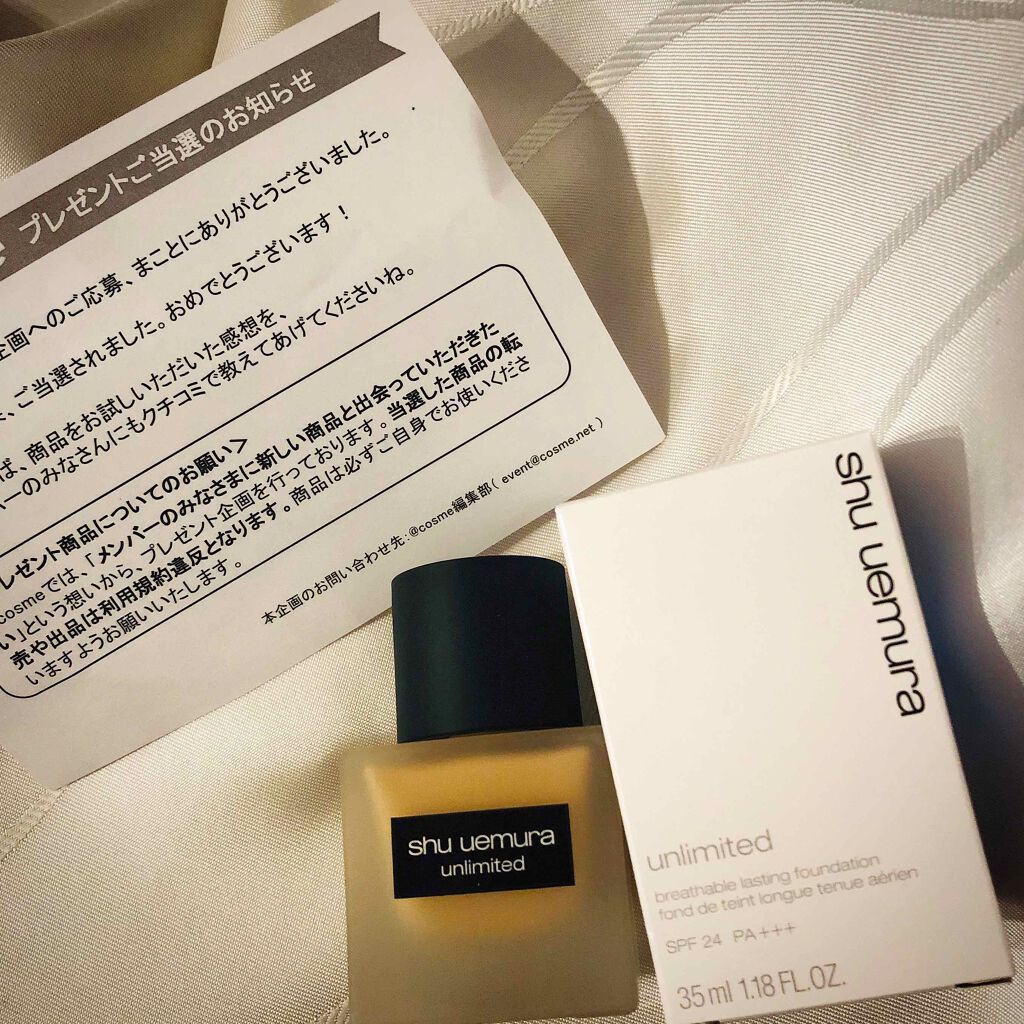 プレゼントご当選のお知らせ
企画へのご応募、まことにありがとうございました。
、ご当選されました。おめでとうございます！
ば、商品をお試しいただいた感想を、
ーのみなさんにもクチコミで教えてあげてくださいね。
レゼント商品についてのお願い>
cosmeでは、「メンバーのみなさまに新しい商品と出会っていただきた
い」という想いから、プレゼント企画を行っております。当選した商品の転
売や出品は利用規約違反となります。商品は必ずご自身でお使いくださ
いますようお願いいたします。
本企画のお問い合わせ先:@cosme編集部( event@cosme.net )
shu uemura
unlimited
shu uemura
unlimited
breathable lasting foundation
fond de teint longue tenue aérien
SPF 24 PA+++
35 ml 1.18 FL.OZ.